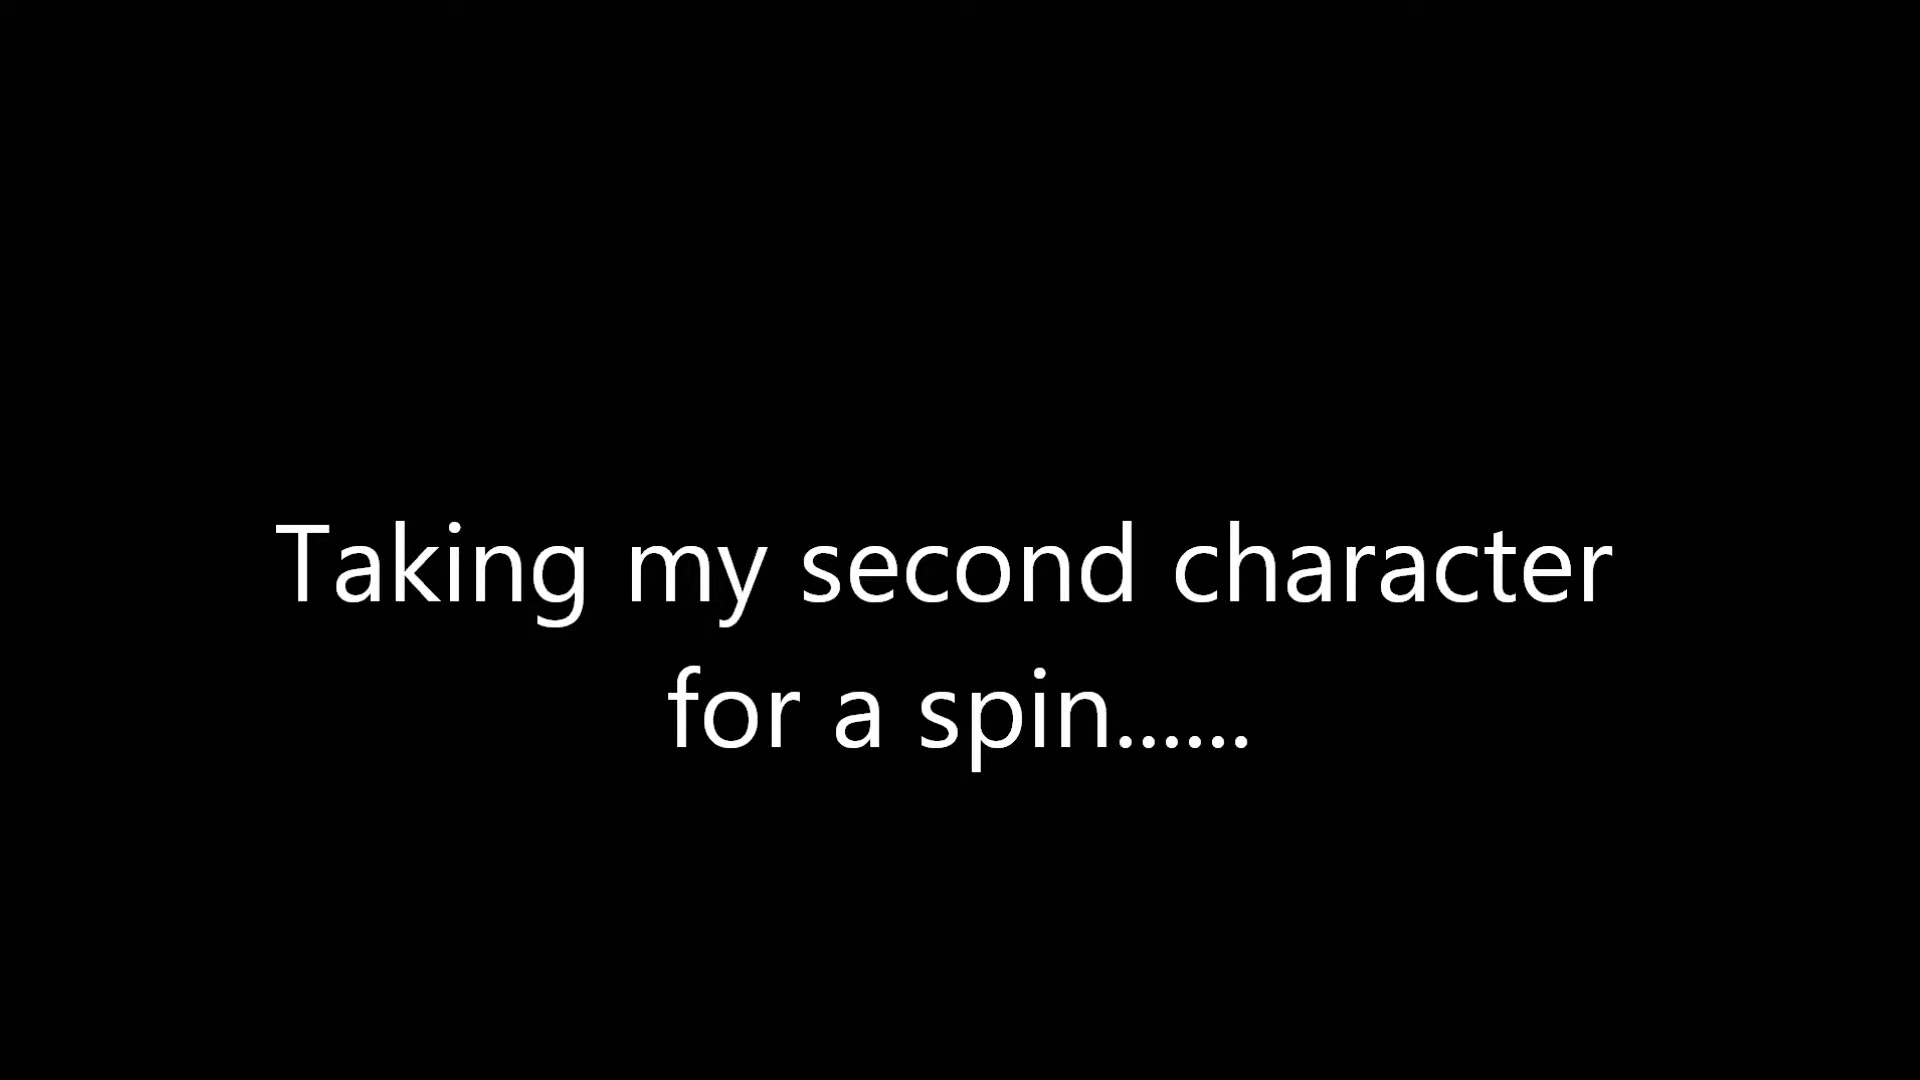 Taking my second character
for a spin......